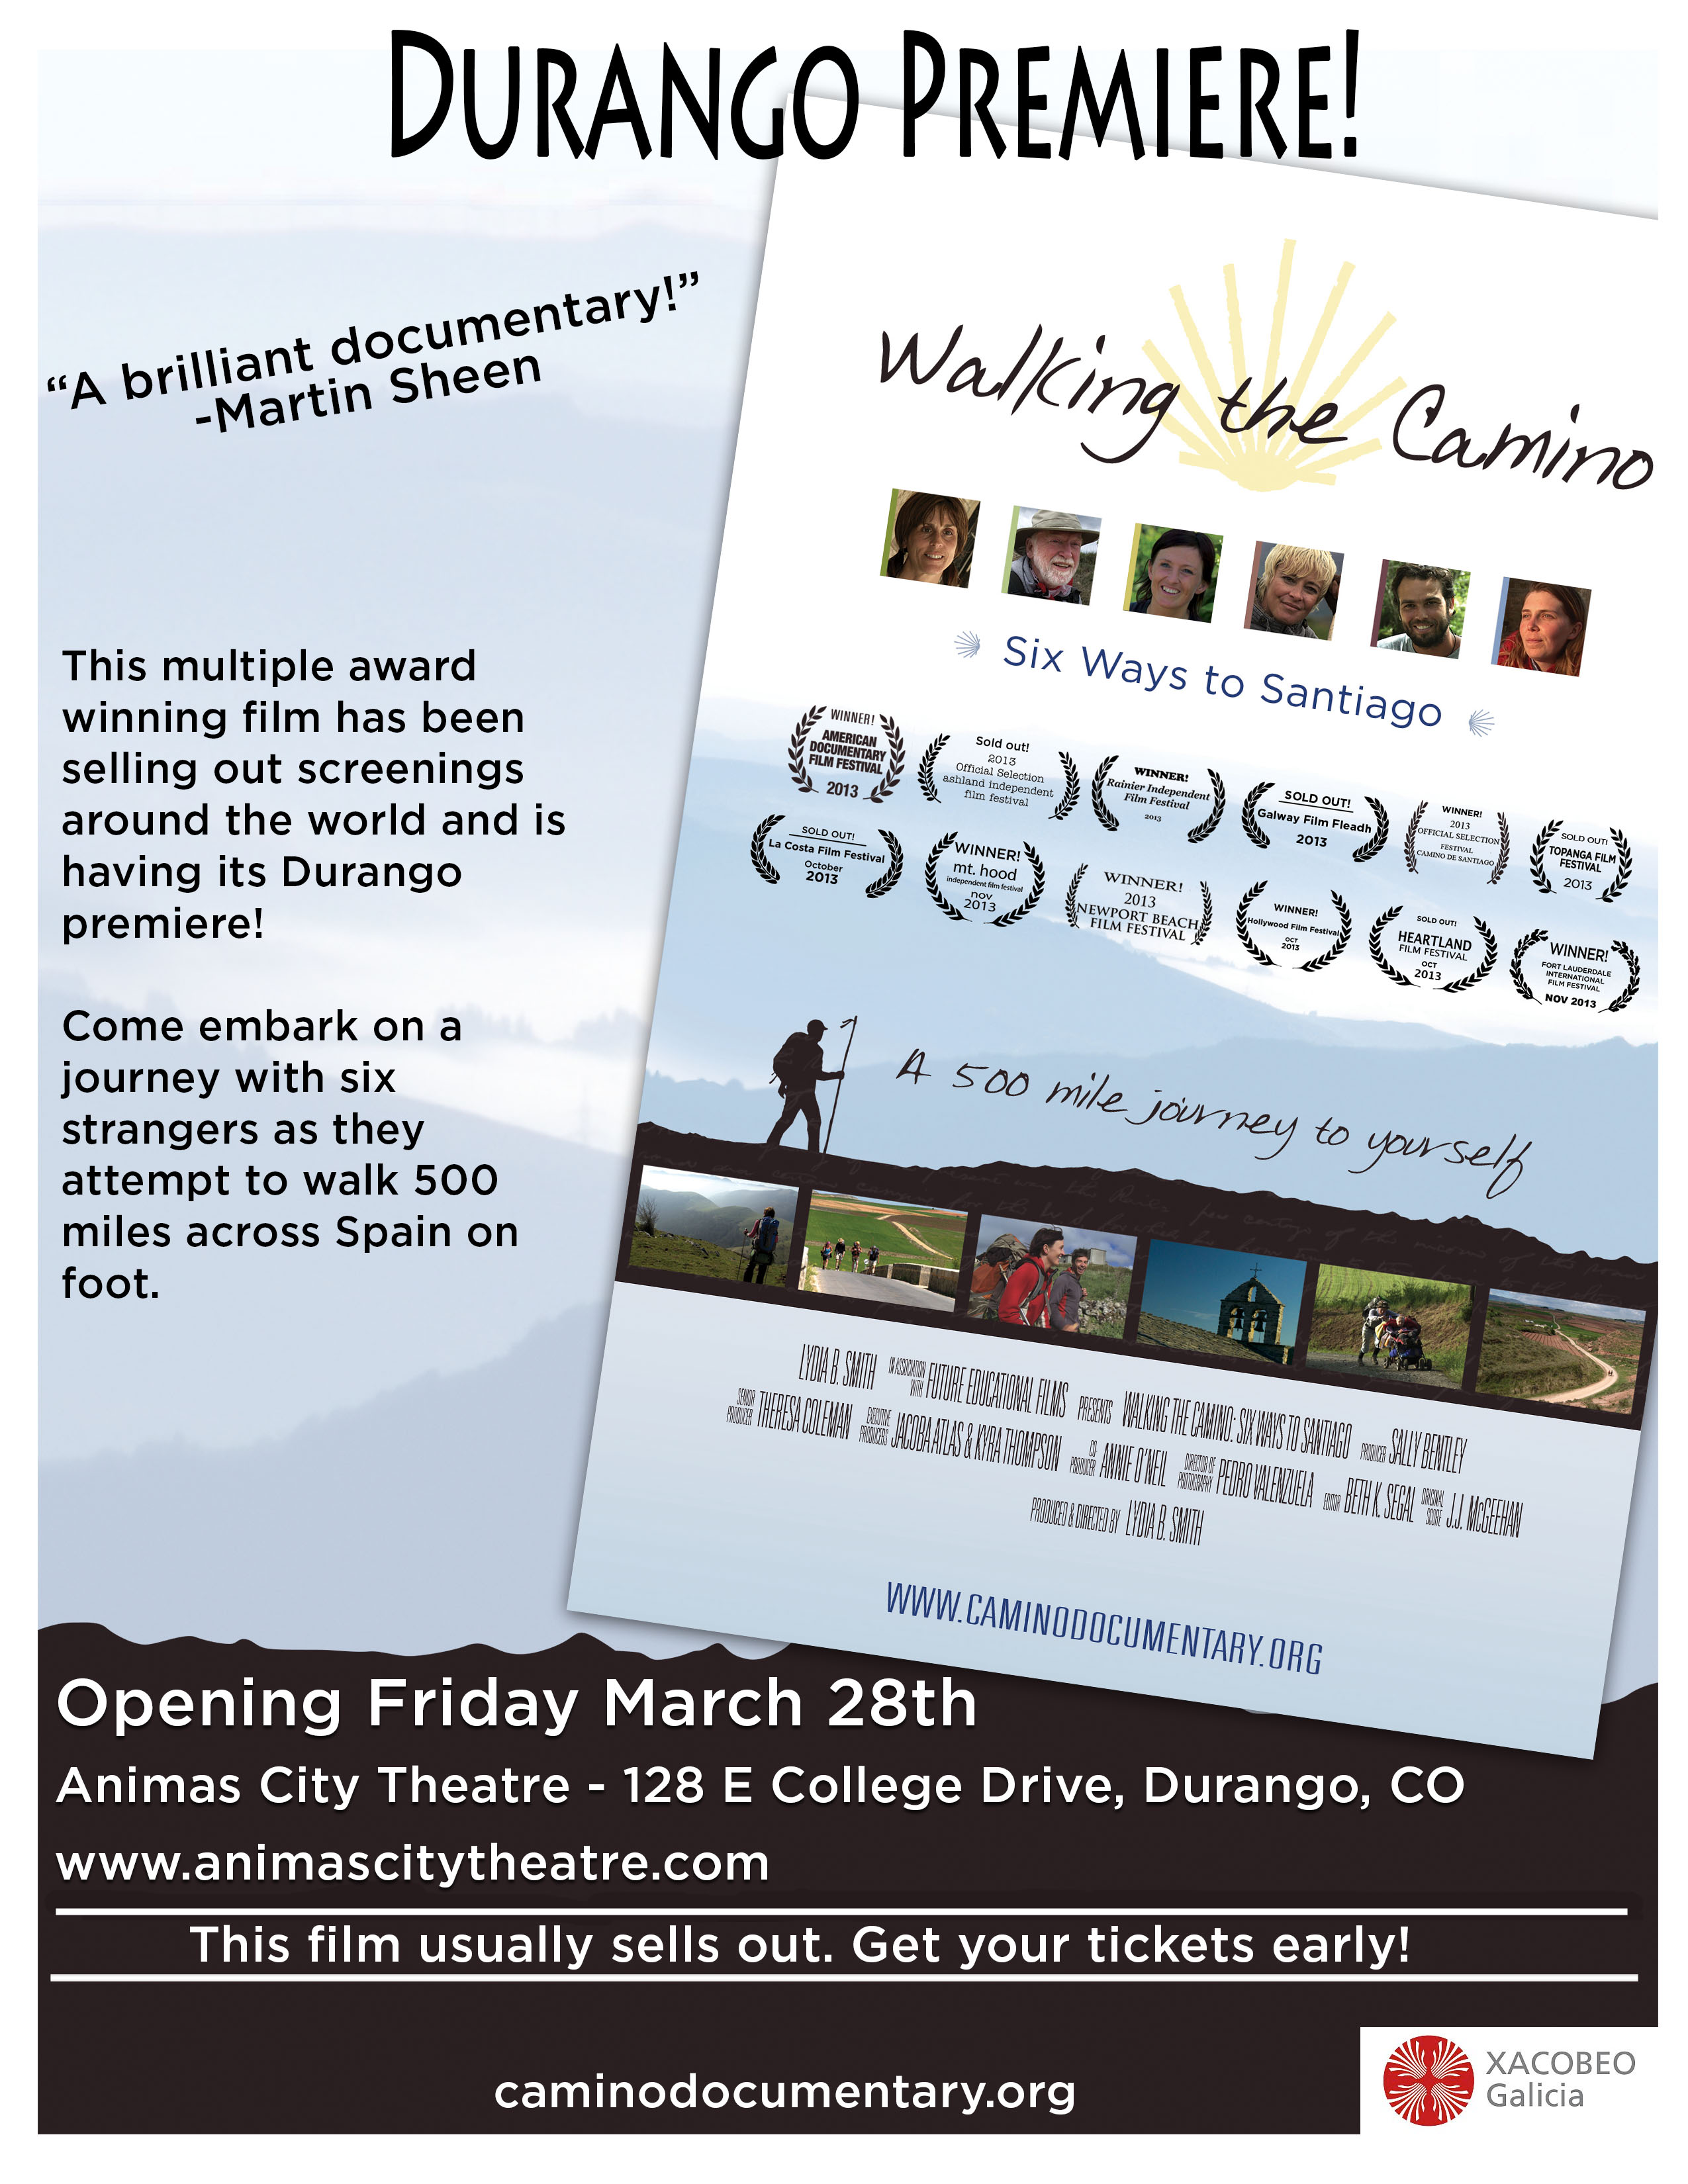 DURANGO PREMIERE!
“A brilliant documentary!”
-Martin Sheen
This multiple award
winning film has been
selling out screenings
around the world and is
having its Durango
premiere!
Come embark on a
journey with six
strangers as they
attempt to walk 500
miles across Spain on
foot.
Walking the Camino
Six Ways to Santiago
WINNER!
AMERICAN
DOCUMENTARY
FILM FESTIVAL
2013
Sold out!
2013
Official Selection
ashland independent
film festival
WINNER!
Rainier Independent
Film Festival
2013
SOLD OUT!
Galway Film Fleadh
2013
WINNER!
2013
OFFICIAL SELECTION
FESTIVAL
CAMINO DE SANTIAGO
SOLD OUT!
TOPANGA FILM
FESTIVAL
2013
SOLD OUT!
La Costa Film Festival
October
2013
WINNER!
mt. hood
independent film festival
nov
2013
WINNER!
2013
NEWPORT BEACH
FILM FESTIVAL
WINNER!
Hollywood Film Festival
OCT
2013
SOLD OUT!
HEARTLAND
FILM FESTIVAL
OCT
2013
WINNER!
FORT LAUDERDALE
INTERNATIONAL
FILM FESTIVAL
NOV 2013
A 500 mile journey to yourself
LYDIA B. SMITH IN ASSOCIATION WITH FUTURE EDUCATIONAL FILMS PRESENTS WALKING THE CAMINO: SIX WAYS TO SANTIAGO PRODUCER SALLY BENTLEY
SENIOR PRODUCER THERESA COLEMAN EXECUTIVE PRODUCERS JACOBA ATLAS & KYRA THOMPSON CO-PRODUCER ANNIE O'NEIL DIRECTOR OF PHOTOGRAPHY PEDRO VALENZUELA EDITOR BETH K. SEGAL ORIGINAL SCORE J.J. McGEEHAN
PRODUCED & DIRECTED BY LYDIA B. SMITH
WWW.CAMINODOCUMENTARY.ORG
Opening Friday March 28th
Animas City Theatre - 128 E College Drive, Durango, CO
www.animascitytheatre.com
This film usually sells out. Get your tickets early!
caminodocumentary.org
XACOBEO
Galicia